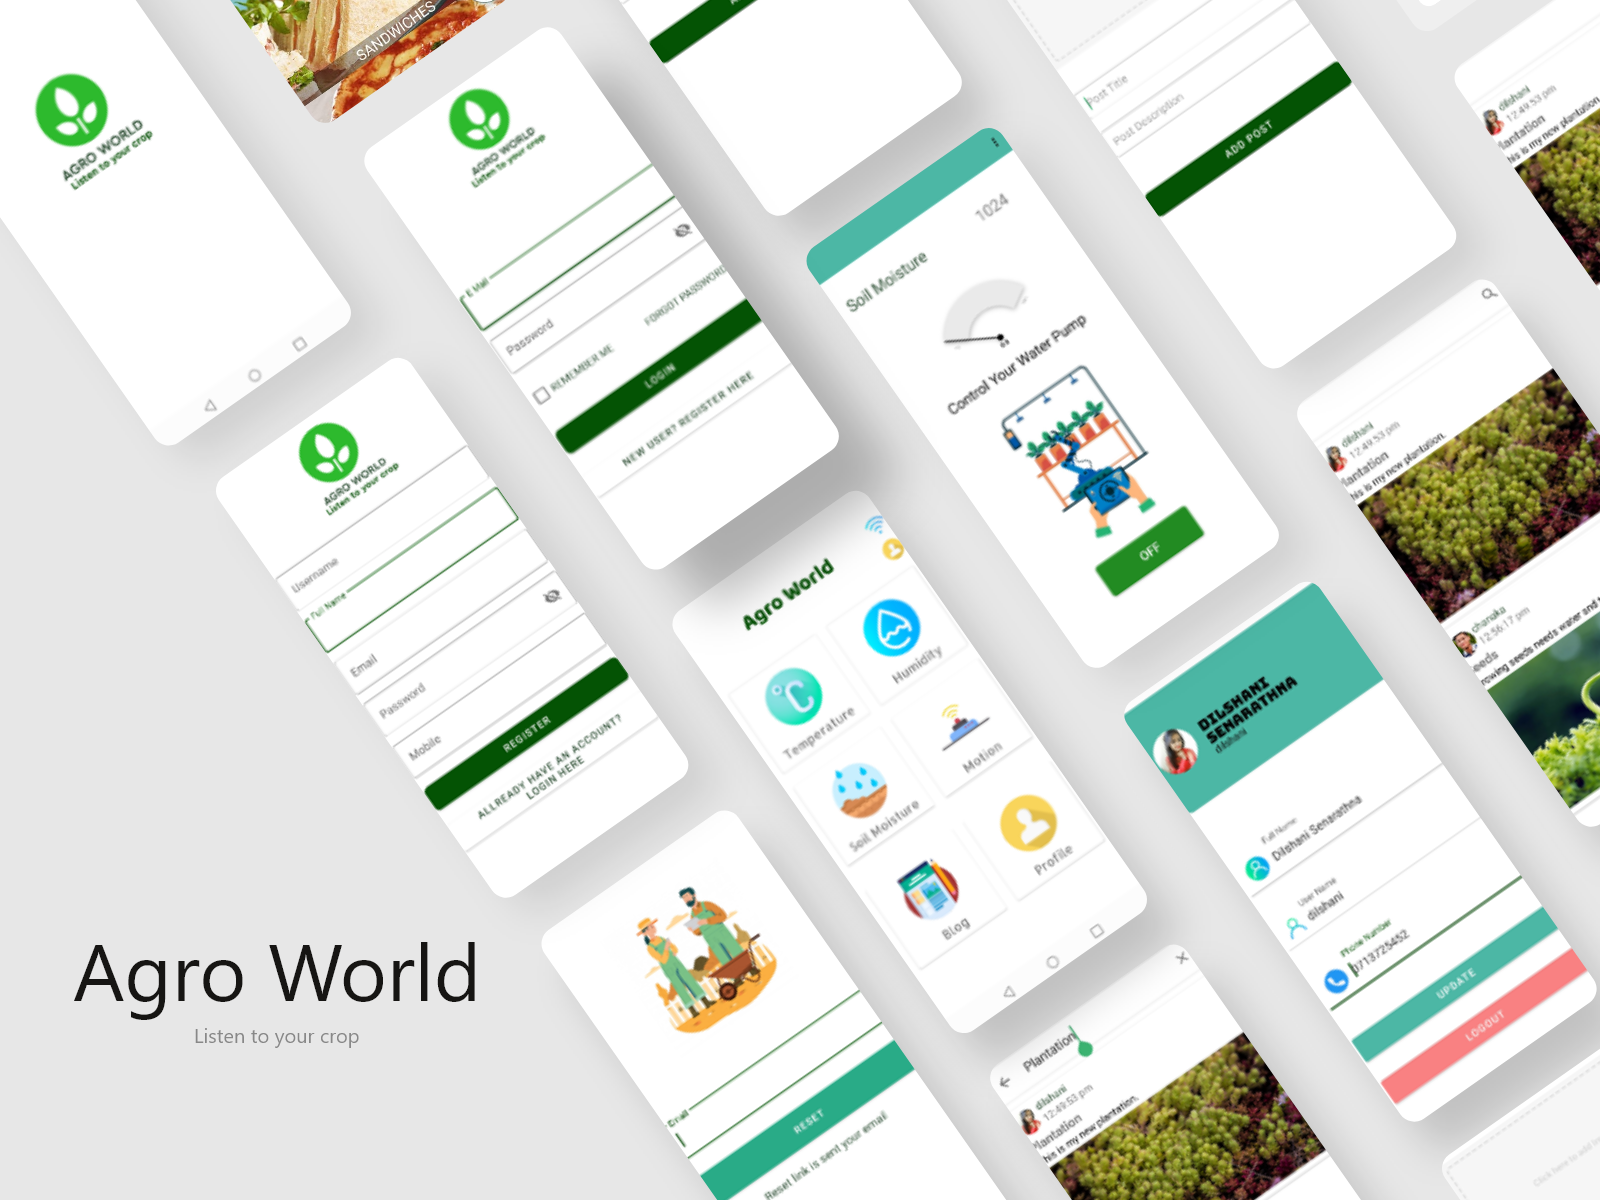 AGRO WORLD
Listen to your crop
SANDWICHES
AGRO WORLD
Listen to your crop
E Mail
Password
FORGOT PASSWORD
REMEMBER ME
LOGIN
NEW USER? REGISTER HERE
AGRO WORLD
Listen to your crop
Username
Full Name
Email
Password
Mobile
REGISTER
ALLREADY HAVE AN ACCOUNT?
LOGIN HERE
Soil Moisture
1024
Control Your Water Pump
OFF
Post Title
Post Description
ADD POST
dilshani
12:49:53 pm
lantation
his is my new plantation
dilshani
12:49:53 pm
lantation
his is my new plantation.
chanaka
12:56:17 pm
eeds
rowing seeds needs water and
Agro World
Temperature
Humidity
Soil Moisture
Motion
Blog
Profile
DILSHANI
SENARATHNA
dilshani
Full Name
Dilshani Senarathna
User Name
dilshani
Phone Number
0713725452
UPDATE
LOGOUT
Email
RESET
Reset link is sent your email
Plantation
dilshani
12:49:53 pm
lantation
his is my new plantation.
Click here to add
Agro World
Listen to your crop